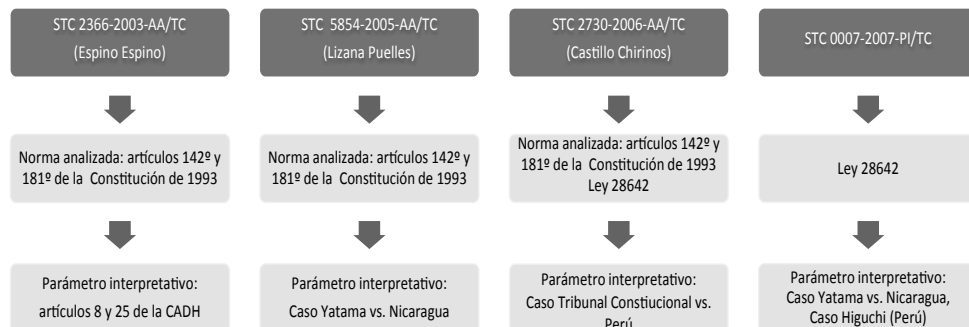 STC 2366-2003-AA/TC
(Espino Espino)
STC 5854-2005-AA/TC
(Lizana Puelles)
STC 2730-2006-AA/TC
(Castillo Chirinos)
STC 0007-2007-PI/TC
Norma analizada: artículos 142º y
181º de la Constitución de 1993
Norma analizada: artículos 142º y
181º de la Constitución de 1993
Norma analizada: artículos 142º y
181º de la Constitución de 1993
Ley 28642
Ley 28642
Parámetro interpretativo:
artículos 8 y 25 de la CADH
Parámetro interpretativo:
Caso Yatama vs. Nicaragua
Parámetro interpretativo:
Caso Tribunal Constiucional vs.
Perú
Parámetro interpretativo:
Caso Yatama vs. Nicaragua,
Caso Higuchi (Perú)